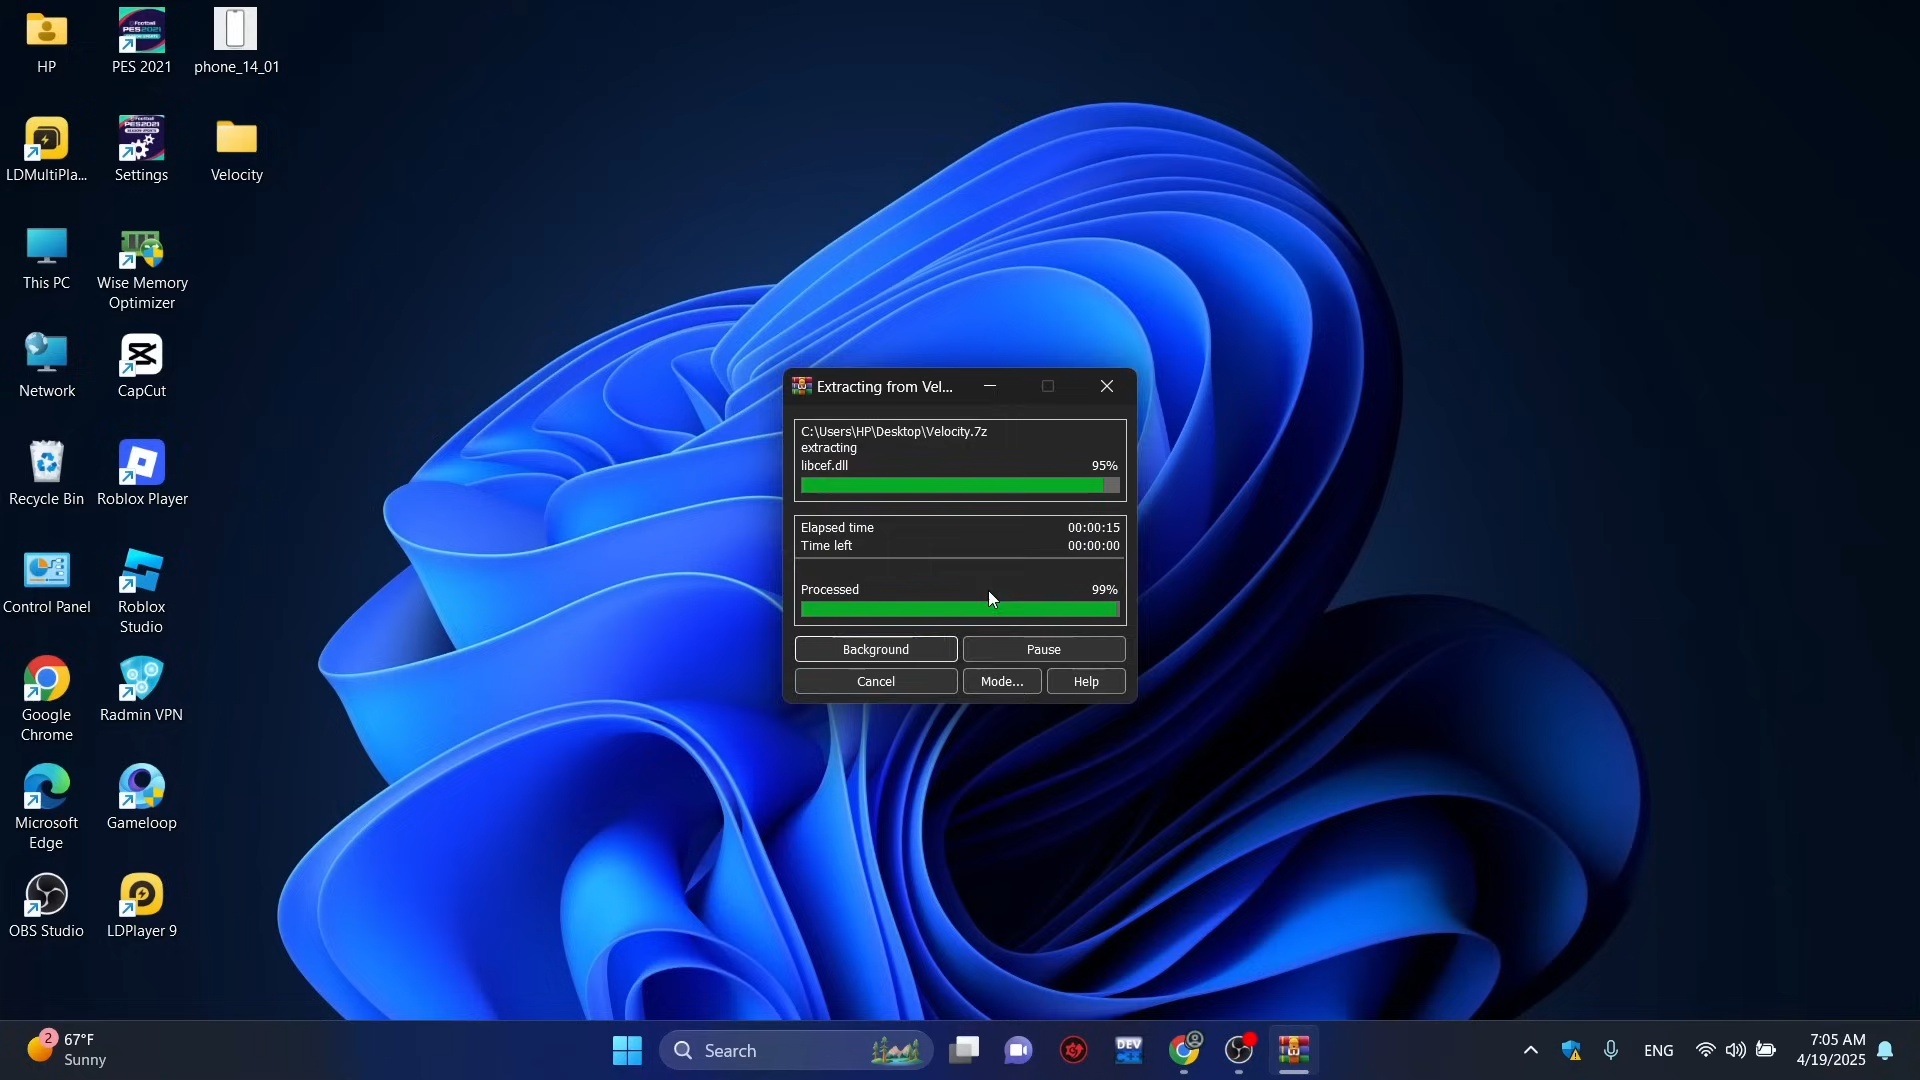 HP
PES 2021
phone_14_01
LDMultiPla...
Settings
Velocity
This PC
Wise Memory
Optimizer
Network
CapCut
Recycle Bin
Roblox Player
Control Panel
Roblox
Studio
Google
Chrome
Radmin VPN
Microsoft
Edge
Gameloop
OBS Studio
LDPlayer 9
Extracting from Vel...
C:\Users\HP\Desktop\Velocity.7z
extracting
libcef.dll 95%
Elapsed time 00:00:15
Time left 00:00:00
Processed 99%
Background
Pause
Cancel
Mode...
Help
2
67°F
Sunny
Search
DEV
ENG
7:05 AM
4/19/2025